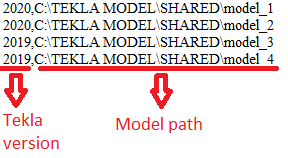 2020,C:\TEKLA MODEL\SHARED\model_1
2020,C:\TEKLA MODEL\SHARED\model_2
2019,C:\TEKLA MODEL\SHARED\model_3
2019,C:\TEKLA MODEL\SHARED\model_4
Tekla
version
Model path